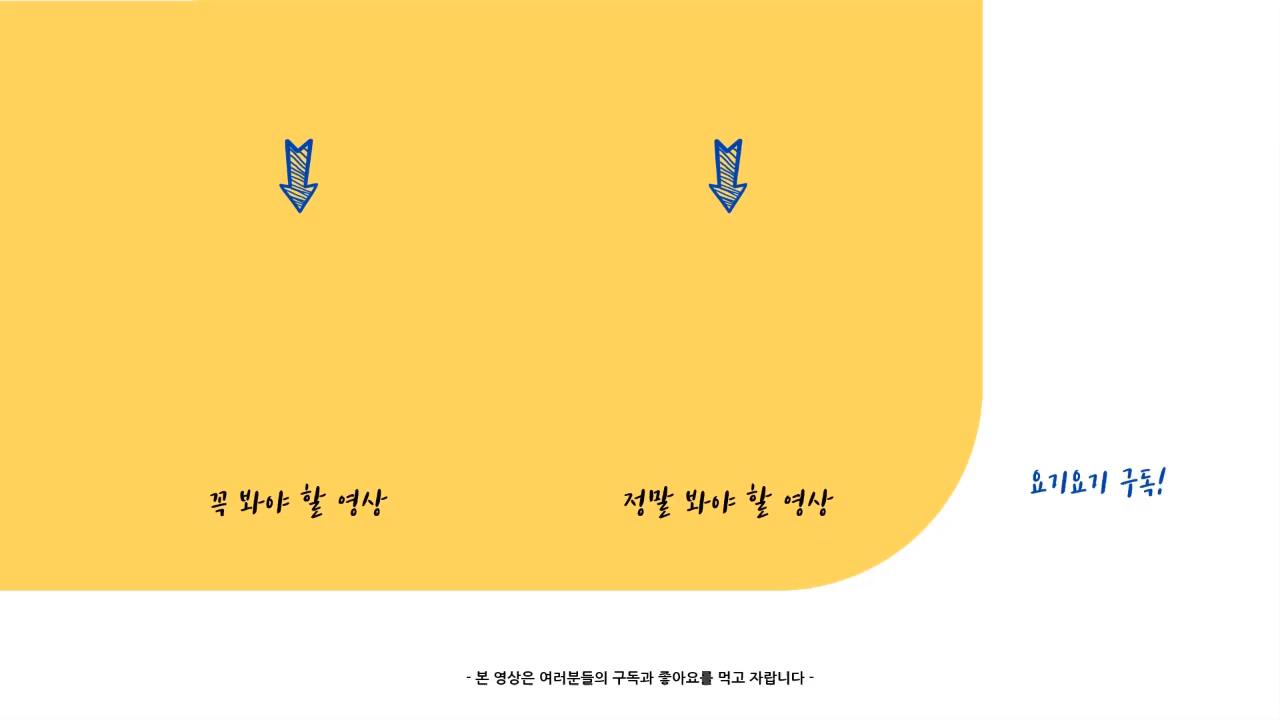 꼭 봐야 할 영상
정말 봐야 할 영상
요기요기 구독!
- 본 영상은 여러분들의 구독과 좋아요를 먹고 자랍니다 -